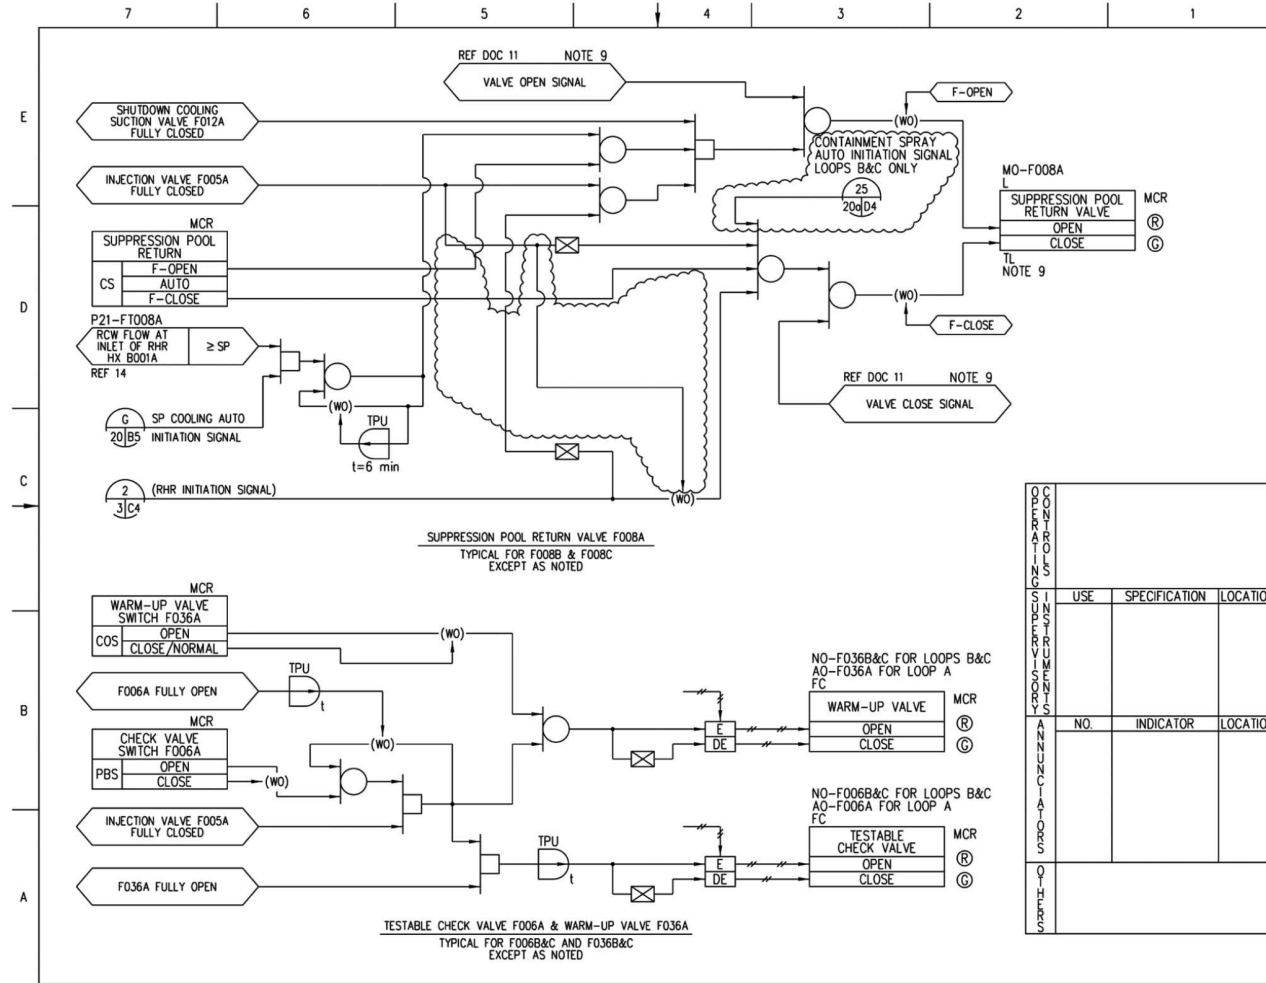 7 6 5 4 3 2 1
E
D
C
B
A
REF DOC 11 NOTE 9
VALVE OPEN SIGNAL
F-OPEN
SHUTDOWN COOLING
SUCTION VALVE F012A
FULLY CLOSED
(WO)
CONTAINMENT SPRAY
AUTO INITIATION SIGNAL
LOOPS B&C ONLY
25
20a D4
INJECTION VALVE F005A
FULLY CLOSED
MO-F008A
L
SUPPRESSION POOL
RETURN VALVE
OPEN
CLOSE
MCR
R
G
TL
NOTE 9
MCR
SUPPRESSION POOL
RETURN
CS
F-OPEN
AUTO
F-CLOSE
(WO)
F-CLOSE
P21-FT008A
RCW FLOW AT
INLET OF RHR
HX B001A
≥ SP
REF 14
REF DOC 11 NOTE 9
VALVE CLOSE SIGNAL
(WO)
G
20 B5
SP COOLING AUTO
INITIATION SIGNAL
TPU
t=6 min
2
3 C4
(RHR INITIATION SIGNAL)
(WO)
SUPPRESSION POOL RETURN VALVE F008A
TYPICAL FOR F008B & F008C
EXCEPT AS NOTED
MCR
WARM-UP VALVE
SWITCH F036A
COS
OPEN
CLOSE/NORMAL
(WO)
F006A FULLY OPEN
TPU
t
NO-F036B&C FOR LOOPS B&C
AO-F036A FOR LOOP A
FC
WARM-UP VALVE
OPEN
CLOSE
MCR
R
G
E
DE
MCR
CHECK VALVE
SWITCH F006A
PBS
OPEN
CLOSE
(WO)
(WO)
INJECTION VALVE F005A
FULLY CLOSED
NO-F006B&C FOR LOOPS B&C
AO-F006A FOR LOOP A
FC
TESTABLE
CHECK VALVE
OPEN
CLOSE
MCR
R
G
TPU
t
E
DE
F036A FULLY OPEN
TESTABLE CHECK VALVE F006A & WARM-UP VALVE F036A
TYPICAL FOR F006B&C AND F036B&C
EXCEPT AS NOTED
OPERATING
CONTROLS
SUPERVISORY
INSTRUMENTS
USE SPECIFICATION LOCATIO
ANNUNCIATORS
NO. INDICATOR LOCATIO
OTHERS